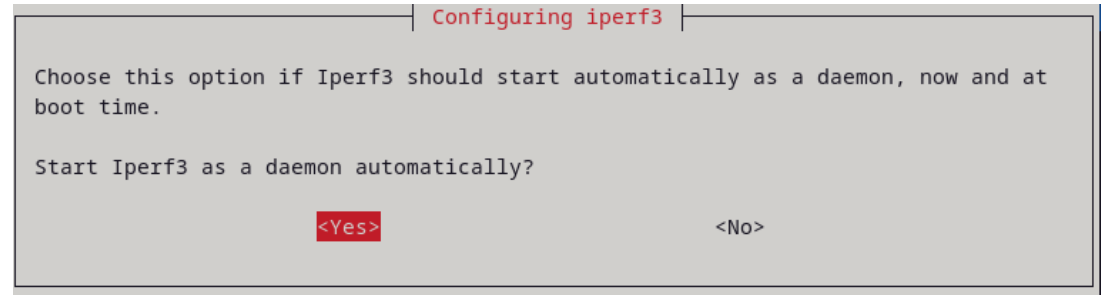 Configuring iperf3
Choose this option if Iperf3 should start automatically as a daemon, now and at
boot time.
Start Iperf3 as a daemon automatically?
<Yes> <No>